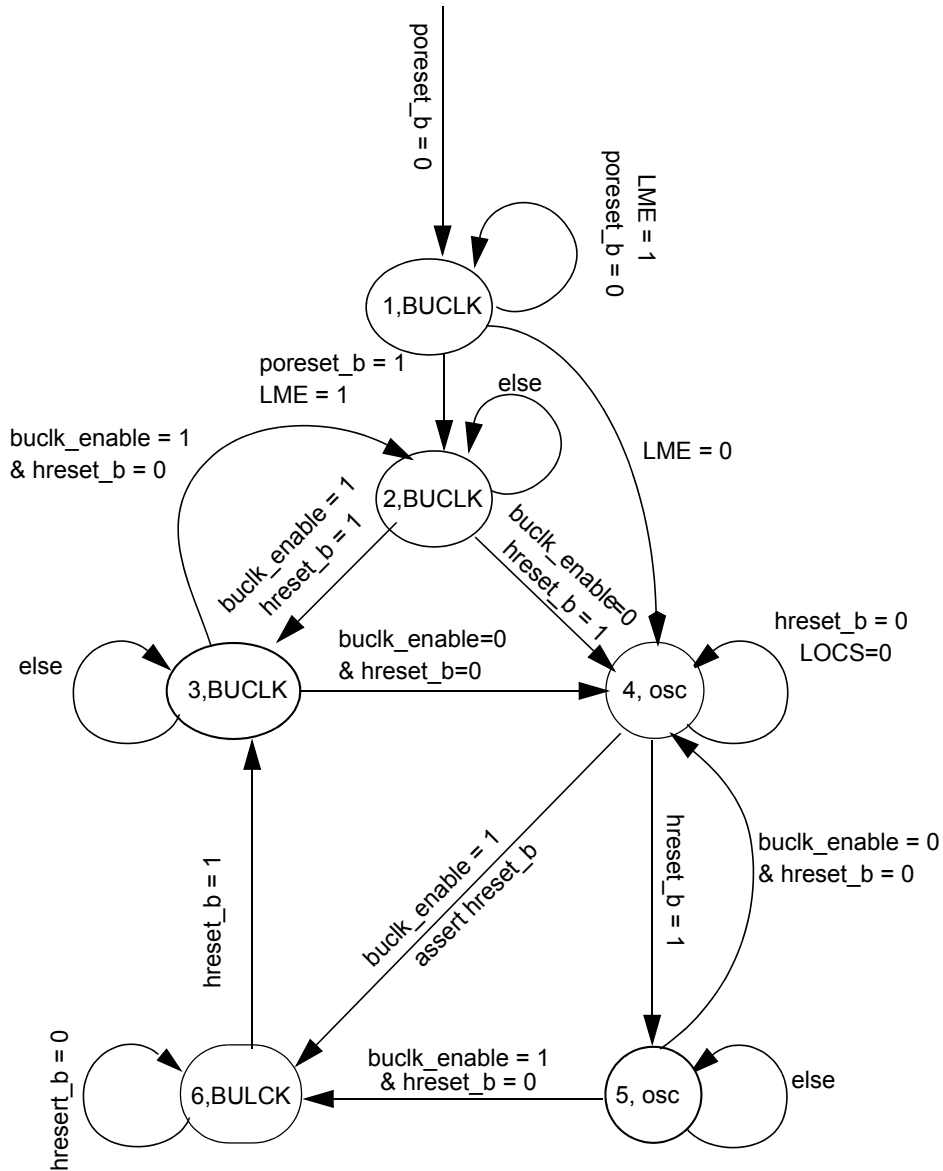 poreset_b = 0
LME = 1
poreset_b = 0
1,BUCLK
poreset_b = 1
LME = 1
else
buclk_enable = 1
& hreset_b = 0
LME = 0
2,BUCLK
buclk_enable = 1
hreset_b = 1
buclk_enable=0
hreset_b = 1
hreset_b = 0
LOCS=0
else
buclk_enable=0
& hreset_b=0
3,BUCLK
4, osc
hreset_b = 1
buclk_enable = 1
assert hreset_b
hreset_b = 1
buclk_enable = 0
& hreset_b = 0
hresert_b = 0
6,BULCK
buclk_enable = 1
& hreset_b = 0
5, osc
else